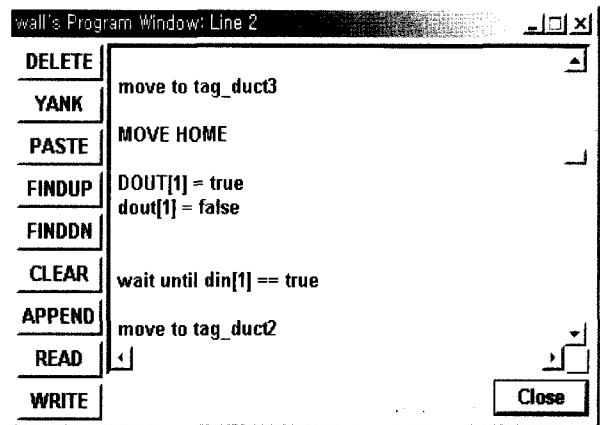 wall's Program Window: Line 2
DELETE
YANK
PASTE
FINDUP
FINDDN
CLEAR
APPEND
READ
WRITE
move to tag_duct3
MOVE HOME
DOUT[1] = true
dout[1] = false
wait until din[1] == true
move to tag_duct2
Close